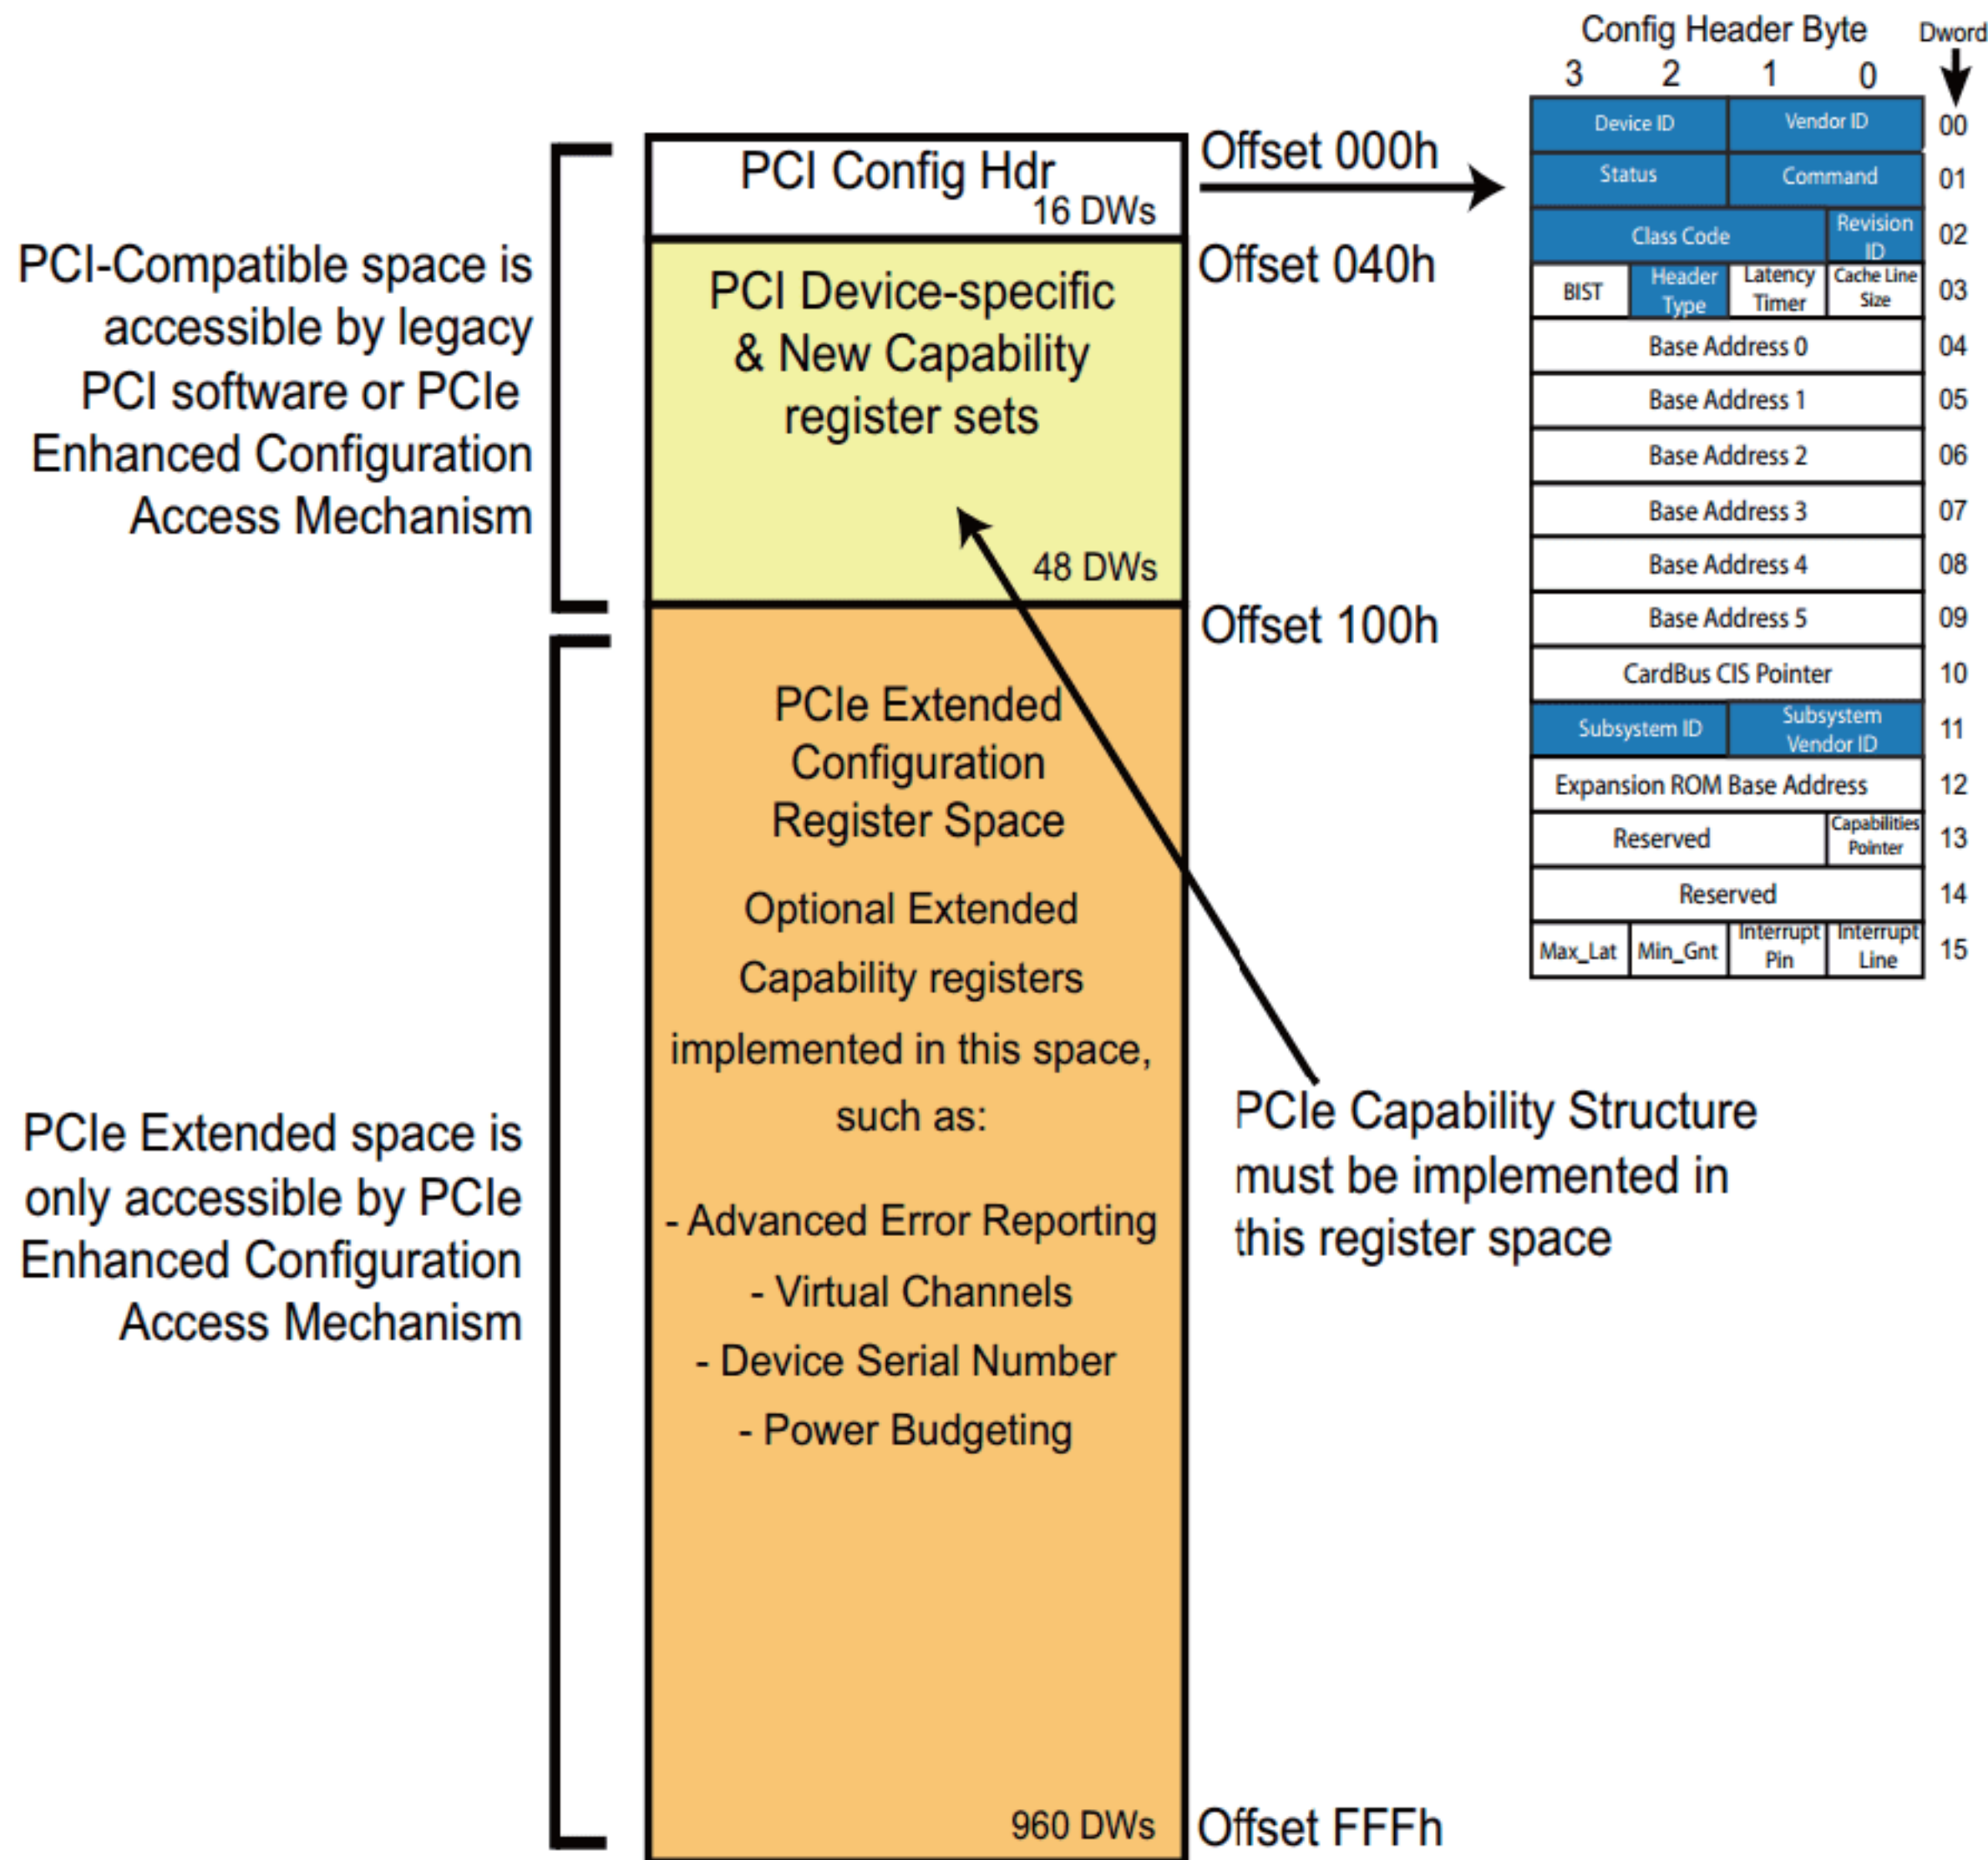 Config Header Byte Dword
3 2 1 0
Device ID Vendor ID 00
Status Command 01
Class Code Revision ID 02
BIST Header Type Latency Timer Cache Line Size 03
Base Address 0 04
Base Address 1 05
Base Address 2 06
Base Address 3 07
Base Address 4 08
Base Address 5 09
CardBus CIS Pointer 10
Subsystem ID Subsystem Vendor ID 11
Expansion ROM Base Address 12
Reserved Capabilities Pointer 13
Reserved 14
Max_Lat Min_Gnt Interrupt Pin Interrupt Line 15
PCI-Compatible space is
accessible by legacy
PCI software or PCIe
Enhanced Configuration
Access Mechanism
PCI Config Hdr
16 DWs
Offset 000h
Offset 040h
PCI Device-specific
& New Capability
register sets
48 DWs
Offset 100h
PCIe Extended
Configuration
Register Space
Optional Extended
Capability registers
implemented in this space,
such as:
- Advanced Error Reporting
- Virtual Channels
- Device Serial Number
- Power Budgeting
960 DWs
Offset FFFh
PCIe Extended space is
only accessible by PCIe
Enhanced Configuration
Access Mechanism
PCIe Capability Structure
must be implemented in
this register space